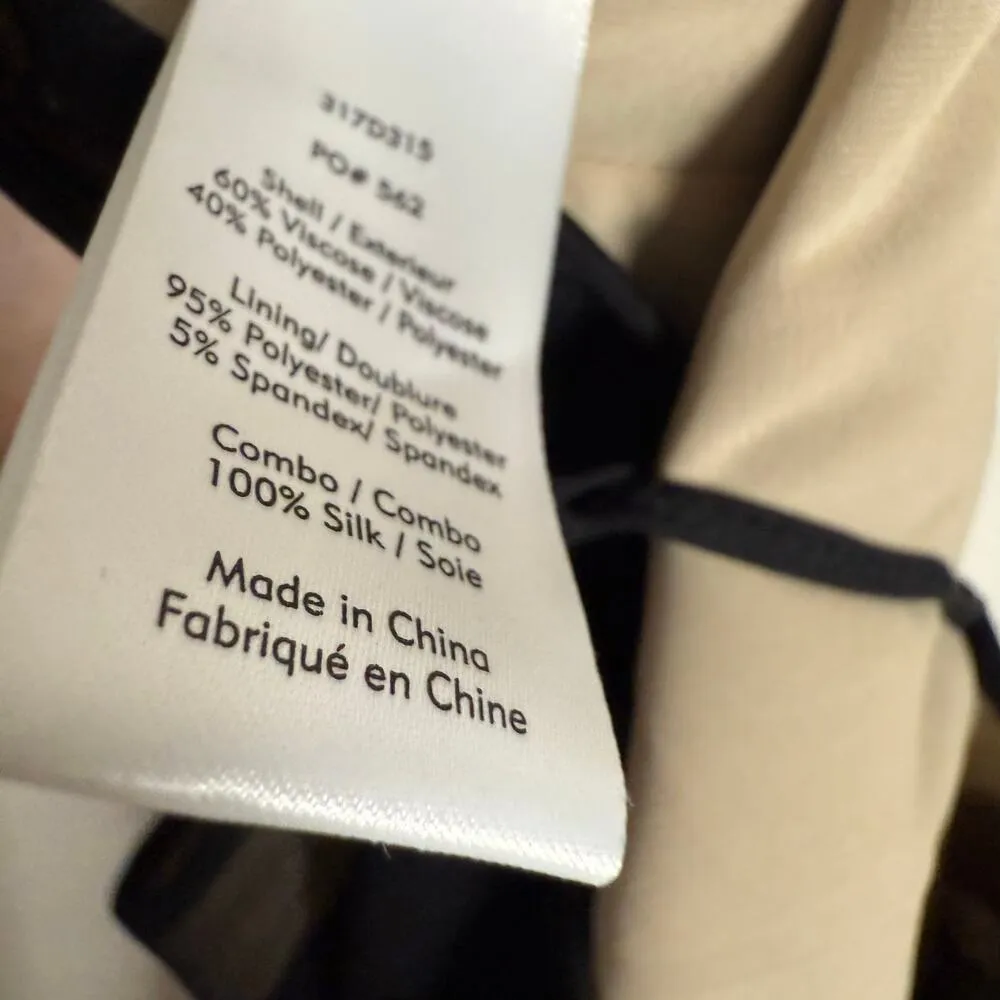 317D315
PO# 562
Shell / Exterieur
60% Viscose / Viscose
40% Polyester / Polyester
Lining/ Doublure
95% Polyester/ Polyester
5% Spandex/ Spandex
Combo / Combo
100% Silk / Soie
Made in China
Fabriqué en Chine